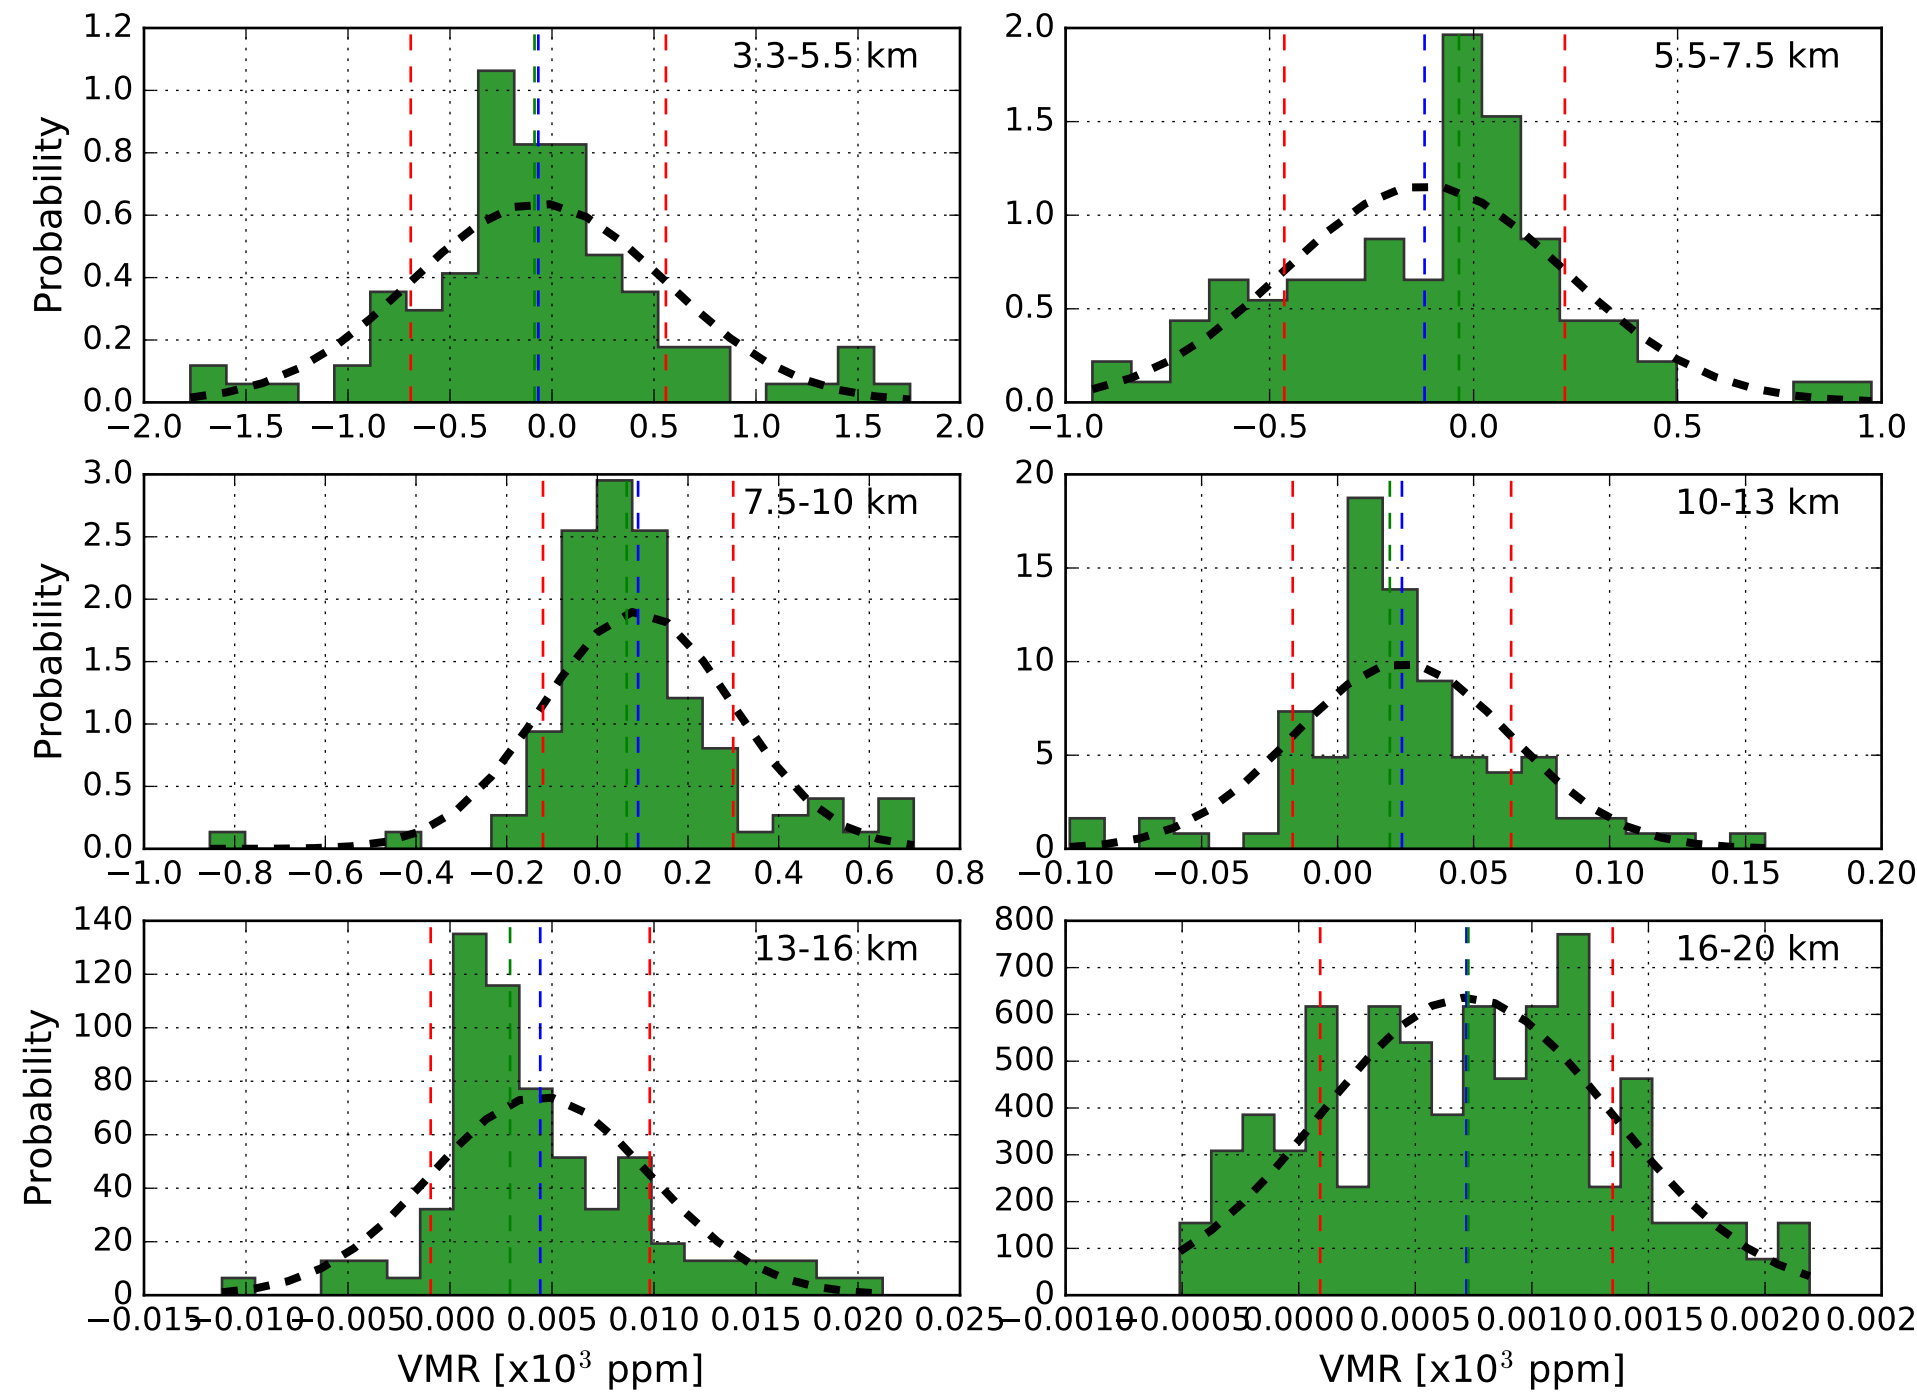 3.3-5.5 km
Probability
0.0 0.2 0.4 0.6 0.8 1.0 1.2
−2.0 −1.5 −1.0 −0.5 0.0 0.5 1.0 1.5 2.0
5.5-7.5 km
0.0 0.5 1.0 1.5 2.0
−1.0 −0.5 0.0 0.5 1.0
7.5-10 km
Probability
0.0 0.5 1.0 1.5 2.0 2.5 3.0
−1.0 −0.8 −0.6 −0.4 −0.2 0.0 0.2 0.4 0.6 0.8
10-13 km
0 5 10 15 20
−0.10 −0.05 0.00 0.05 0.10 0.15 0.20
13-16 km
Probability
0 20 40 60 80 100 120 140
−0.015 −0.010 −0.005 0.000 0.005 0.010 0.015 0.020 0.025
VMR [x10³ ppm]
16-20 km
0 100 200 300 400 500 600 700 800
−0.0010 −0.0005 0.0000 0.0005 0.0010 0.0015 0.0020 0.002
VMR [x10³ ppm]